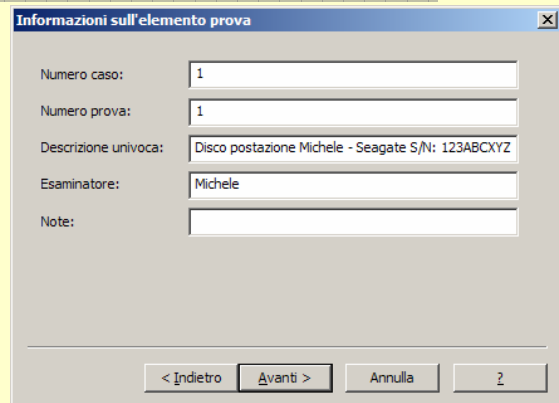 Informazioni sull'elemento prova
Numero caso: 1
Numero prova: 1
Descrizione univoca: Disco postazione Michele - Seagate S/N: 123ABCXYZ
Esaminatore: Michele
Note:
< Indietro Avanti > Annulla ?